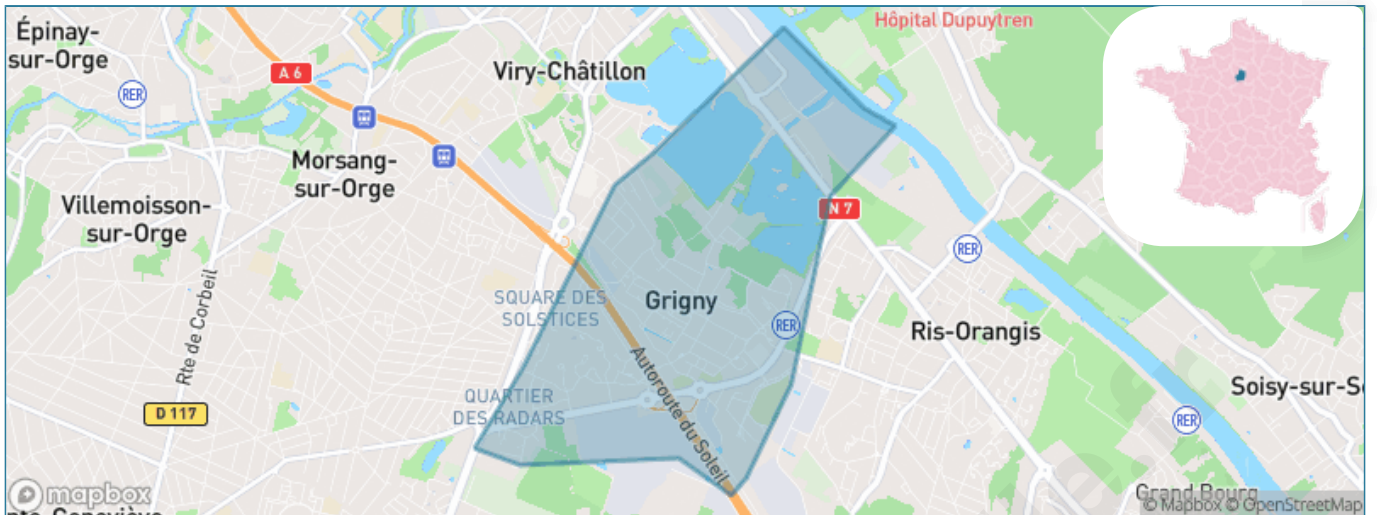 Hôpital Dupuytren
Épinay-
sur-Orge
A 6
Viry-Châtillon
RER
Morsang-
sur-Orge
Villemoisson-
sur-Orge
N 7
RER
SQUARE DES
SOLSTICES
Grigny
RER
Ris-Orangis
Rte de Corbeil
Autoroute du Soleil
QUARTIER
DES RADARS
Soisy-sur-S
D 117
RER
mapbox
Grand Bourg
© Mapbox © OpenStreetMap